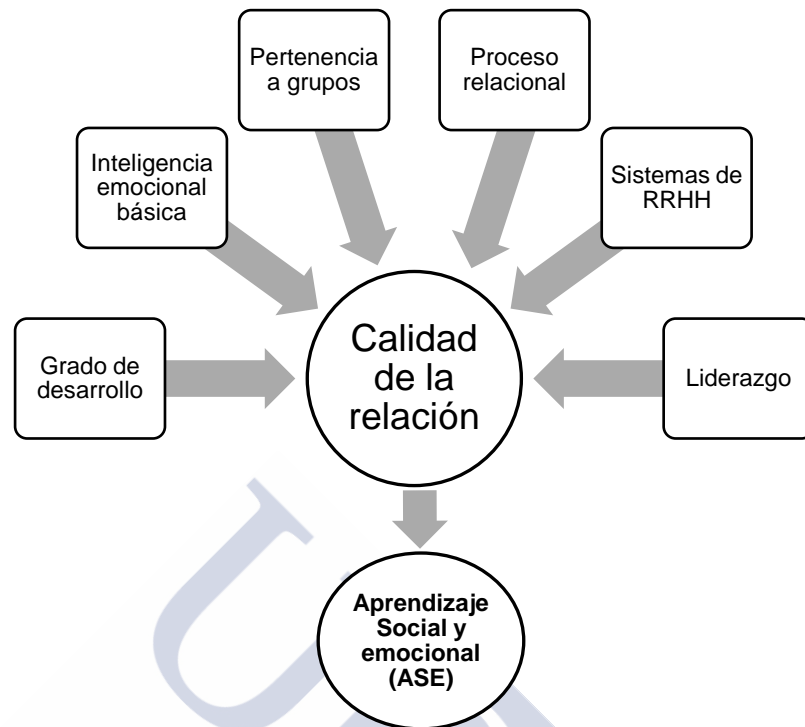 Pertenencia
a grupos
Proceso
relacional
Inteligencia
emocional
básica
Sistemas de
RRHH
Grado de
desarrollo
Calidad
de la
relación
Liderazgo
Aprendizaje
Social y
emocional
(ASE)